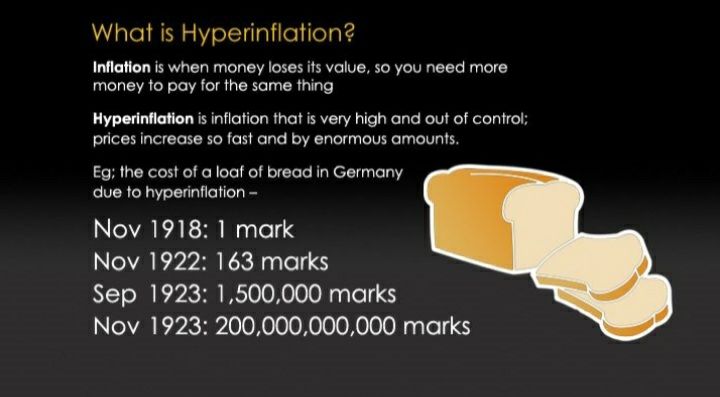 What is Hyperinflation?
Inflation is when money loses its value, so you need more
money to pay for the same thing
Hyperinflation is inflation that is very high and out of control;
prices increase so fast and by enormous amounts.
Eg; the cost of a loaf of bread in Germany
due to hyperinflation –
Nov 1918: 1 mark
Nov 1922: 163 marks
Sep 1923: 1,500,000 marks
Nov 1923: 200,000,000,000 marks